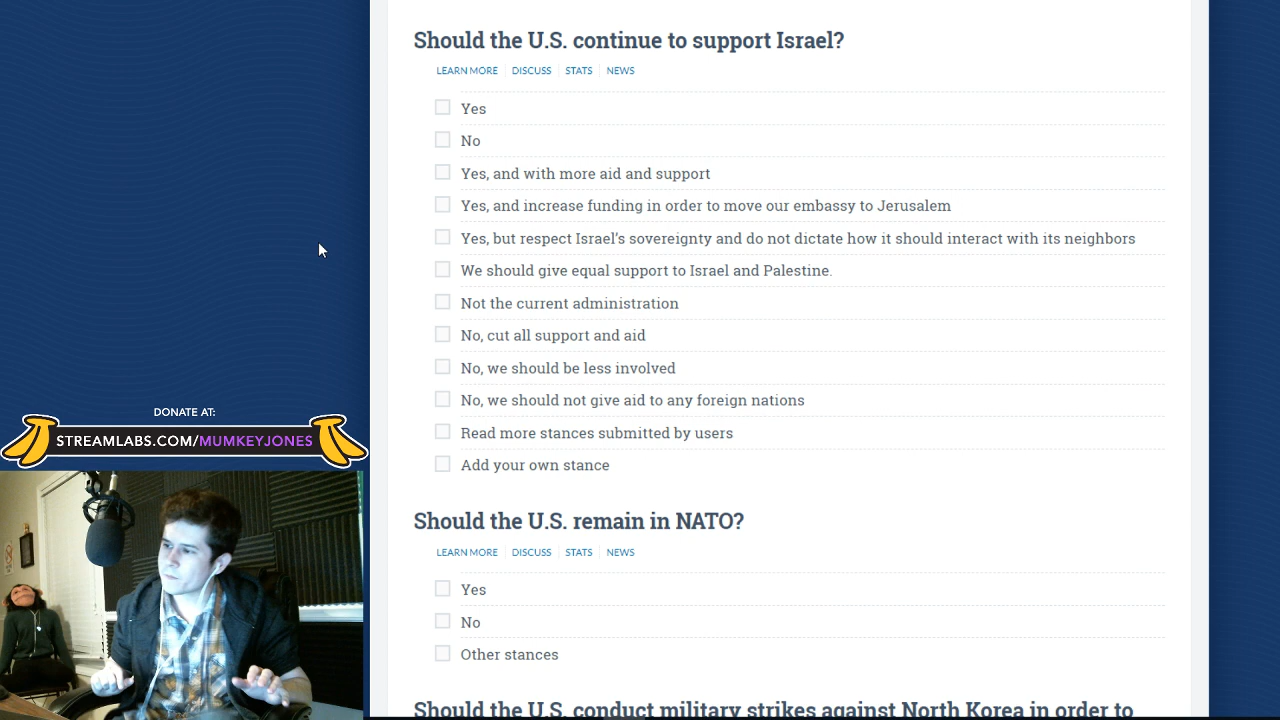 Should the U.S. continue to support Israel?
LEARN MORE DISCUSS STATS NEWS
Yes
No
Yes, and with more aid and support
Yes, and increase funding in order to move our embassy to Jerusalem
Yes, but respect Israel's sovereignty and do not dictate how it should interact with its neighbors
We should give equal support to Israel and Palestine.
Not the current administration
No, cut all support and aid
No, we should be less involved
No, we should not give aid to any foreign nations
Read more stances submitted by users
Add your own stance
Should the U.S. remain in NATO?
LEARN MORE DISCUSS STATS NEWS
Yes
No
Other stances
Should the U.S. conduct military strikes against North Korea in order to
DONATE AT:
STREAMLABS.COM/MUMKEYJONES